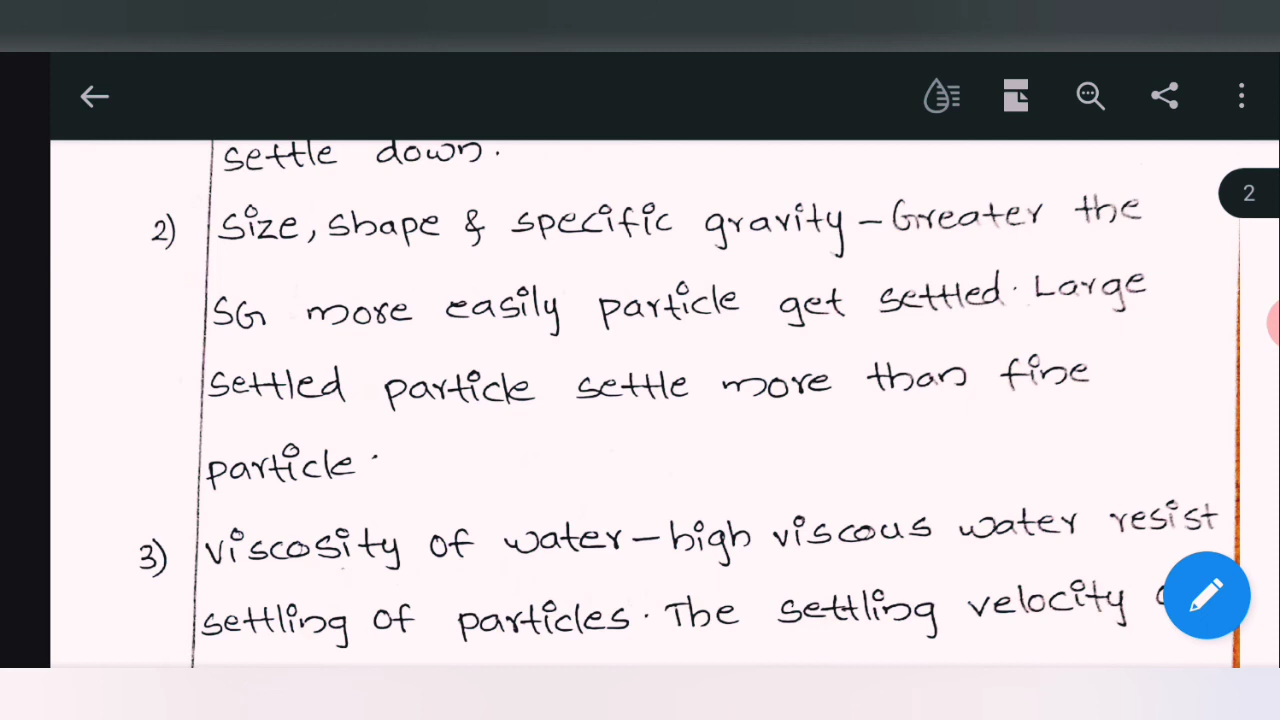 settle down.
2
2) Size, shape & specific gravity - Greater the
SG more easily particle get settled. Large
settled particle settle more than fine
particle.
3) viscosity of water - high viscous water resist
settling of particles. The settling velocity